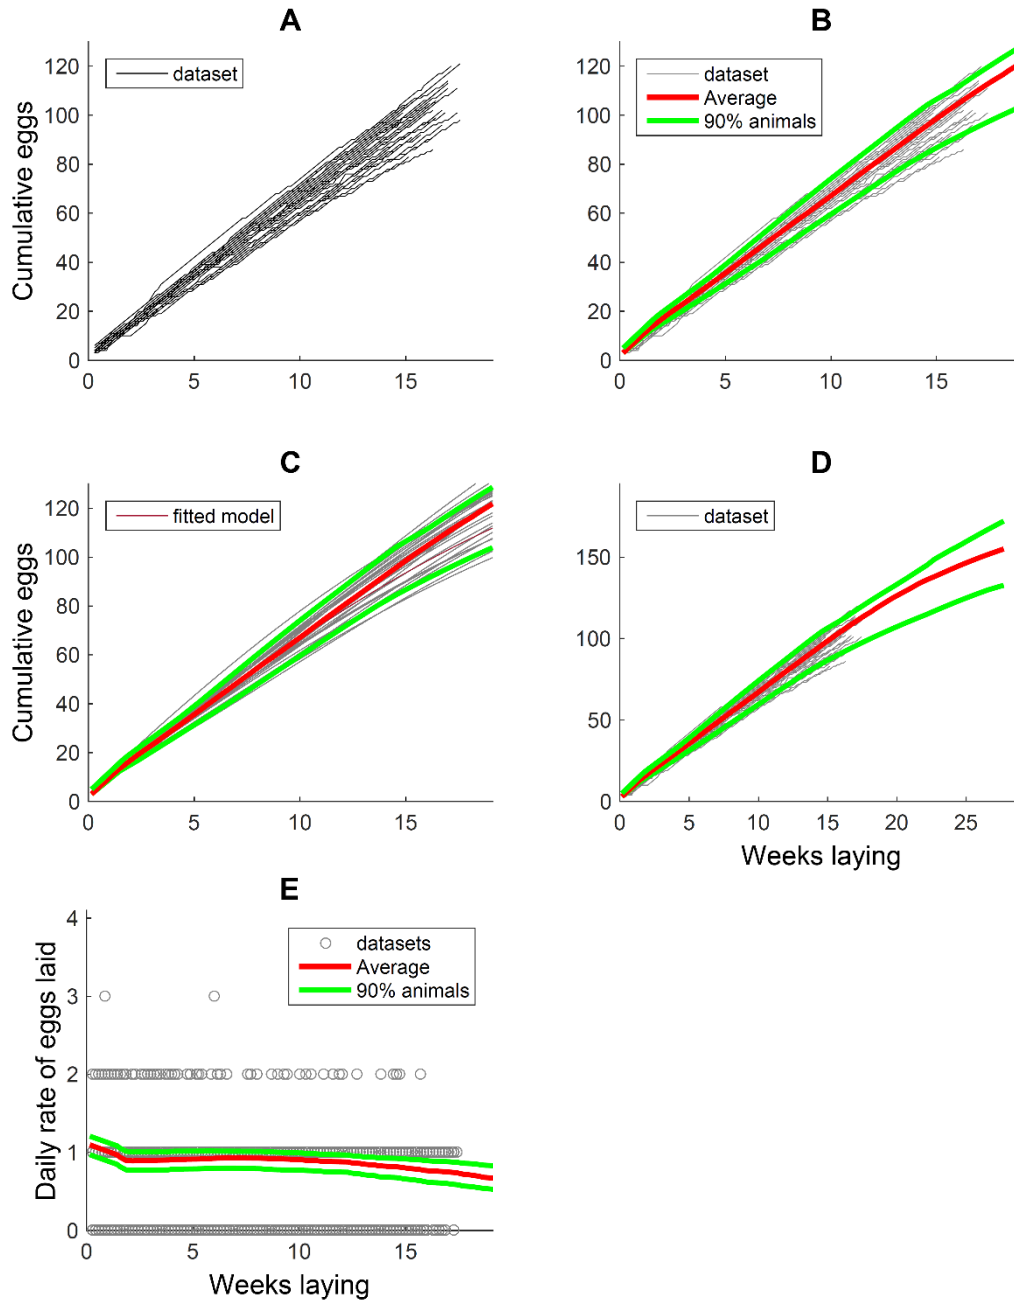 A
dataset
Cumulative eggs
120
100
80
60
40
20
0
0 5 10 15
B
dataset
Average
90% animals
120
100
80
60
40
20
0
0 5 10 15
C
fitted model
Cumulative eggs
120
100
80
60
40
20
0
0 5 10 15
D
dataset
150
100
50
0
0 5 10 15 20 25
Weeks laying
E
datasets
Average
90% animals
Daily rate of eggs laid
4
3
2
1
0
0 5 10 15
Weeks laying